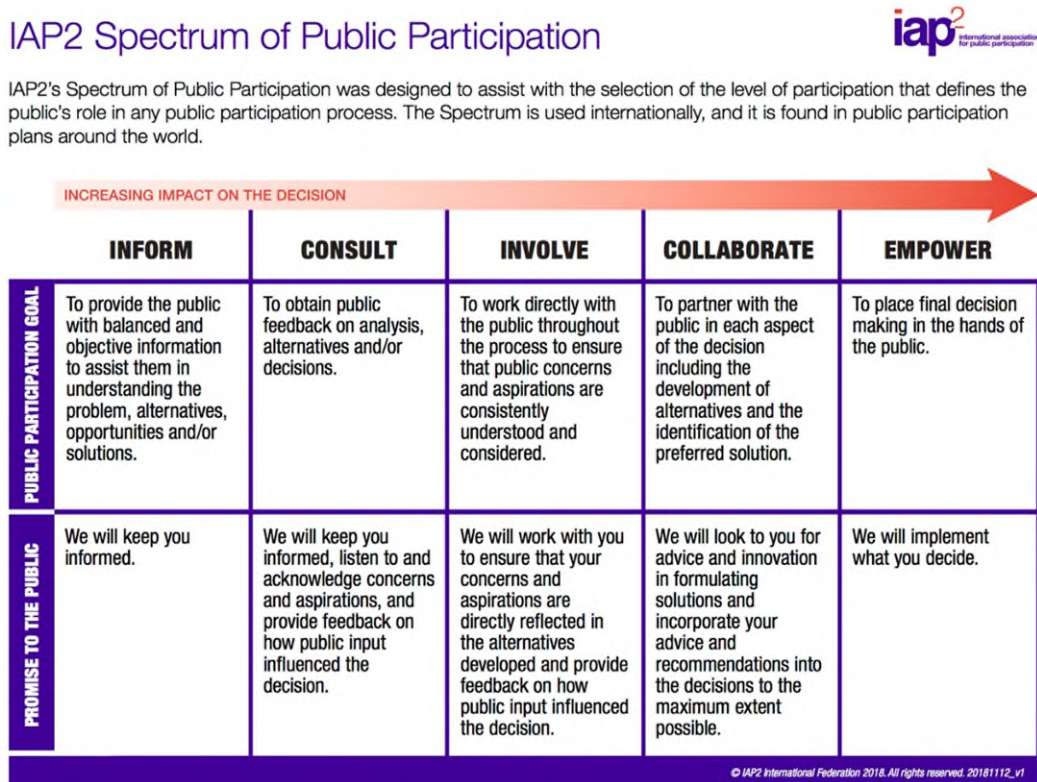 IAP2 Spectrum of Public Participation
iap2
international association
for public participation
IAP2's Spectrum of Public Participation was designed to assist with the selection of the level of participation that defines the
public's role in any public participation process. The Spectrum is used internationally, and it is found in public participation
plans around the world.
INCREASING IMPACT ON THE DECISION
INFORM
CONSULT
INVOLVE
COLLABORATE
EMPOWER
PUBLIC PARTICIPATION GOAL
To provide the public
with balanced and
objective information
to assist them in
understanding the
problem, alternatives,
opportunities and/or
solutions.
To obtain public
feedback on analysis,
alternatives and/or
decisions.
To work directly with
the public throughout
the process to ensure
that public concerns
and aspirations are
consistently
understood and
considered.
To partner with the
public in each aspect
of the decision
including the
development of
alternatives and the
identification of the
preferred solution.
To place final decision
making in the hands of
the public.
PROMISE TO THE PUBLIC
We will keep you
informed.
We will keep you
informed, listen to and
acknowledge concerns
and aspirations, and
provide feedback on
how public input
influenced the
decision.
We will work with you
to ensure that your
concerns and
aspirations are
directly reflected in
the alternatives
developed and provide
feedback on how
public input influenced
the decision.
We will look to you for
advice and innovation
in formulating
solutions and
incorporate your
advice and
recommendations into
the decisions to the
maximum extent
possible.
We will implement
what you decide.
© IAP2 International Federation 2018. All rights reserved. 20181112_v1